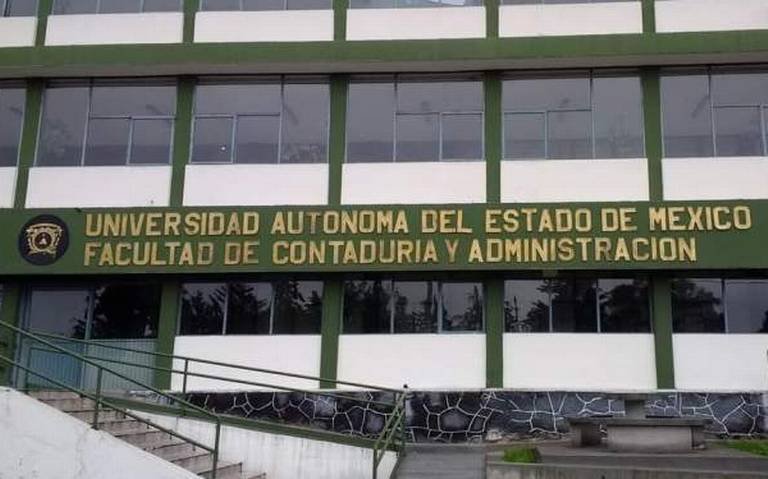 UNIVERSIDAD AUTONOMA DEL ESTADO DE MEXICO
FACULTAD DE CONTADURIA Y ADMINISTRACION